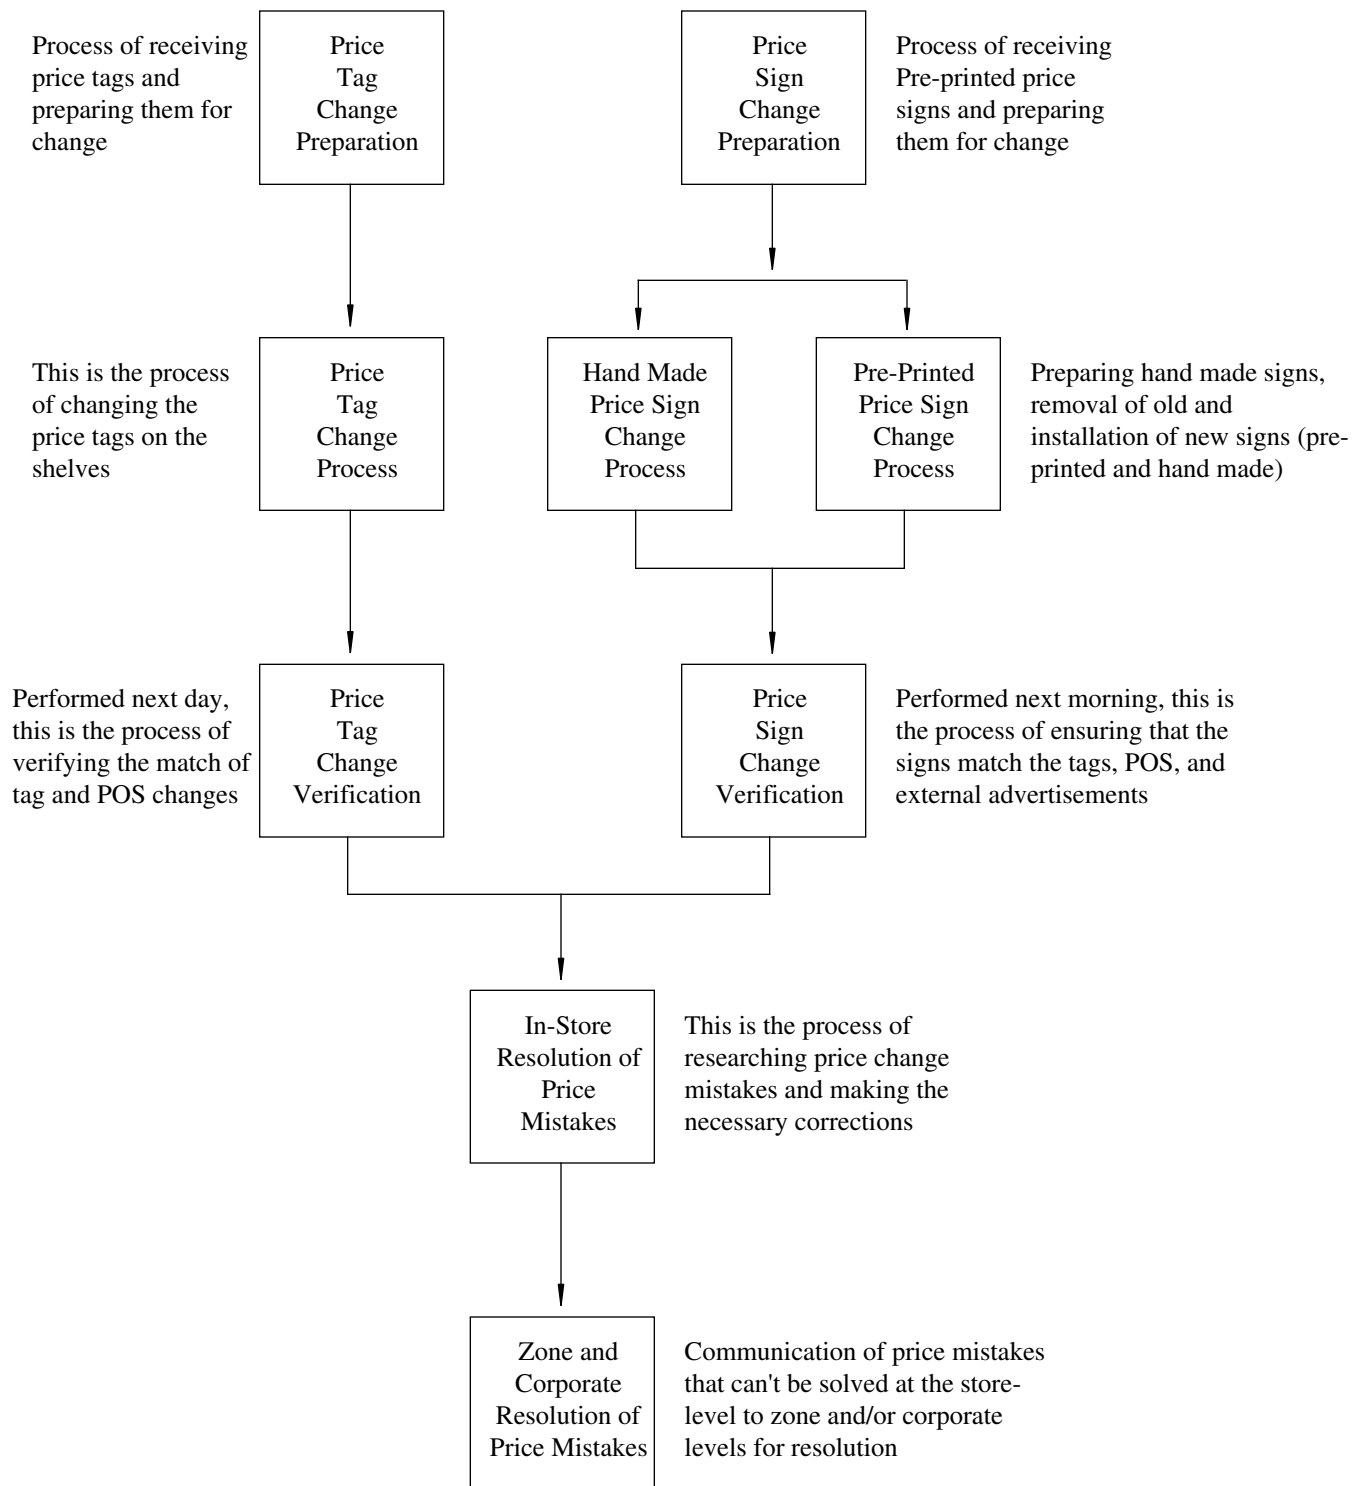 Process of receiving
price tags and
preparing them for
change
Price
Tag
Change
Preparation
Price
Sign
Change
Preparation
Process of receiving
Pre-printed price
signs and preparing
them for change
This is the process
of changing the
price tags on the
shelves
Price
Tag
Change
Process
Hand Made
Price Sign
Change
Process
Pre-Printed
Price Sign
Change
Process
Preparing hand made signs,
removal of old and
installation of new signs (pre-
printed and hand made)
Performed next day,
this is the process of
verifying the match of
tag and POS changes
Price
Tag
Change
Verification
Price
Sign
Change
Verification
Performed next morning, this is
the process of ensuring that the
signs match the tags, POS, and
external advertisements
In-Store
Resolution of
Price
Mistakes
This is the process of
researching price change
mistakes and making the
necessary corrections
Zone and
Corporate
Resolution of
Price Mistakes
Communication of price mistakes
that can't be solved at the store-
level to zone and/or corporate
levels for resolution